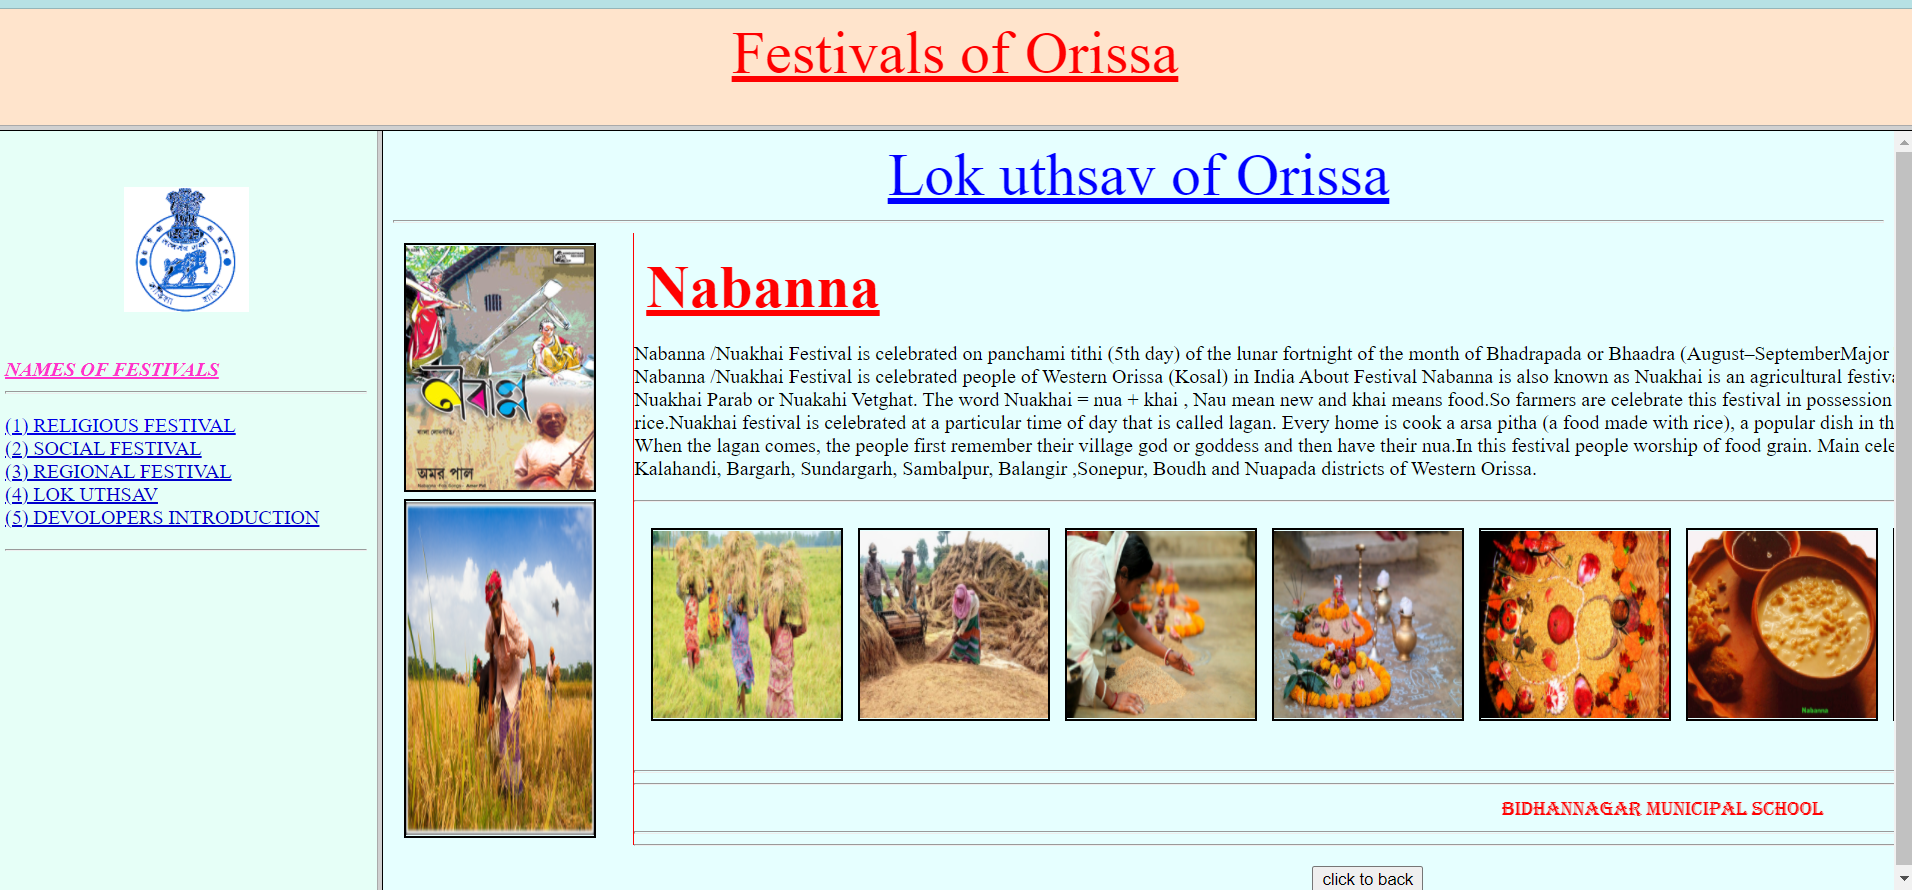 Festivals of Orissa
NAMES OF FESTIVALS
(1) RELIGIOUS FESTIVAL
(2) SOCIAL FESTIVAL
(3) REGIONAL FESTIVAL
(4) LOK UTHSAV
(5) DEVOLOPERS INTRODUCTION
Lok uthsav of Orissa
নবান্ন
অমর পাল
Nabanna
Nabanna /Nuakhai Festival is celebrated on panchami tithi (5th day) of the lunar fortnight of the month of Bhadrapada or Bhaadra (August–SeptemberMajor
Nabanna /Nuakhai Festival is celebrated people of Western Orissa (Kosal) in India About Festival Nabanna is also known as Nuakhai is an agricultural festiva
Nuakhai Parab or Nuakahi Vetghat. The word Nuakhai = nua + khai , Nau mean new and khai means food.So farmers are celebrate this festival in possession
rice.Nuakhai festival is celebrated at a particular time of day that is called lagan. Every home is cook a arsa pitha (a food made with rice), a popular dish in th
When the lagan comes, the people first remember their village god or goddess and then have their nua.In this festival people worship of food grain. Main cele
Kalahandi, Bargarh, Sundargarh, Sambalpur, Balangir ,Sonepur, Boudh and Nuapada districts of Western Orissa.
Nabanna
BIDHANNAGAR MUNICIPAL SCHOOL
click to back